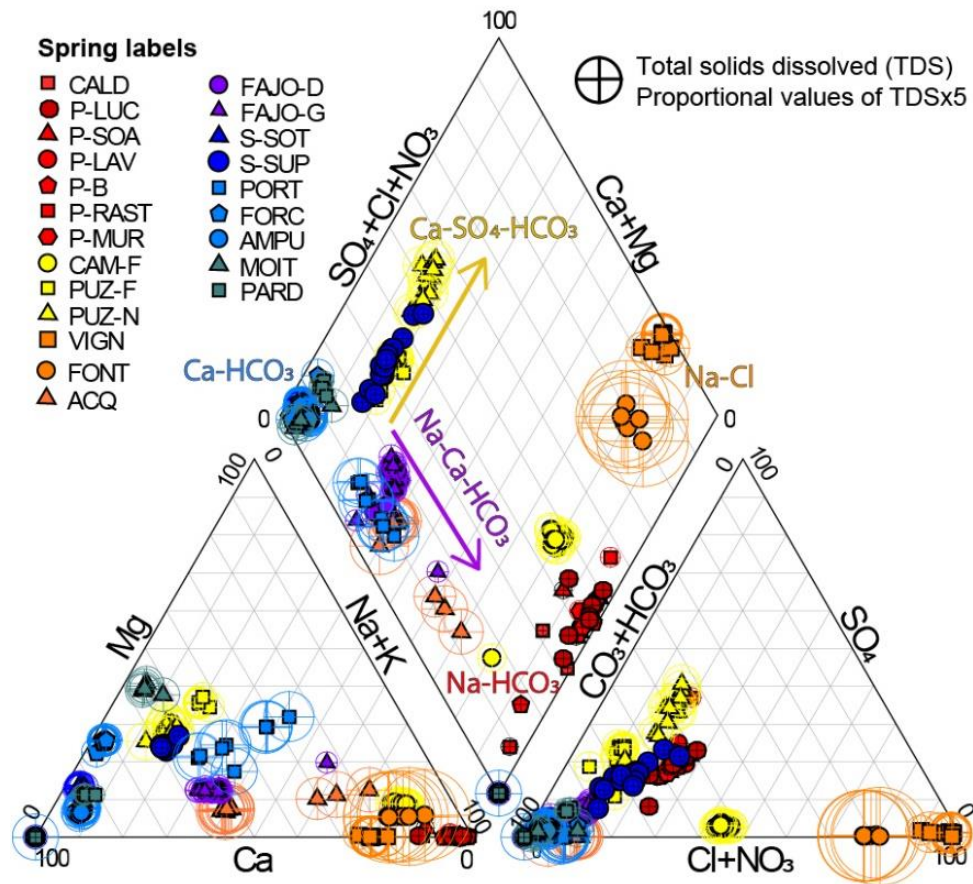 100
Spring labels
CALD
P-LUC
P-SOA
P-LAV
P-B
P-RAST
P-MUR
CAM-F
PUZ-F
PUZ-N
VIGN
FONT
ACQ
FAJO-D
FAJO-G
S-SOT
S-SUP
PORT
FORC
AMPU
MOIT
PARD
Total solids dissolved (TDS)
Proportional values of TDSx5
SO₄+Cl+NO₃
Ca+Mg
Ca-SO₄-HCO₃
Ca-HCO₃
Na-Cl
Na-Ca-HCO₃
Na-HCO₃
0
0
0
0
100
100
Mg
Na+K
CO₃+HCO₃
SO₄
0
100
0
100
0
0
100
Ca
Cl+NO₃